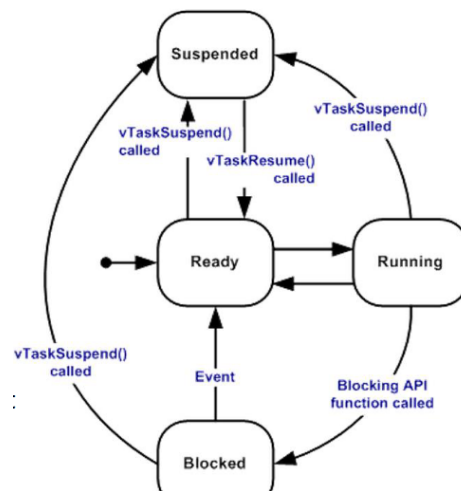 Suspended
vTaskSuspend()
called
vTaskSuspend()
called
vTaskResume()
called
Ready
Running
vTaskSuspend()
called
Event
Blocking API
function called
:
Blocked